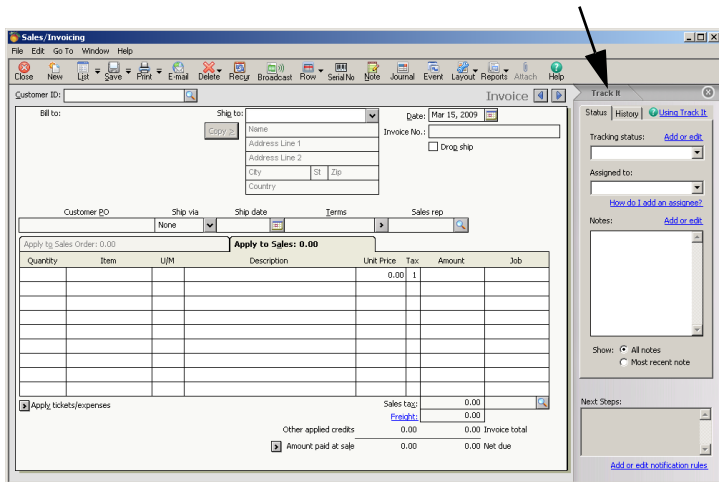 Sales/Invoicing
File Edit Go To Window Help
Close New List Save Print E-mail Delete Recur Broadcast Row Serial No Note Journal Event Layout Reports Attach Help
Customer ID: Invoice Track It
Bill to: Ship to: Date: Mar 15, 2009 Status History Using Track It
Copy >> Name Invoice No.:
Address Line 1 Drop ship Tracking status: Add or edit
Address Line 2
City St Zip Assigned to:
Country
How do I add an assignee?
Customer PO Ship via Ship date Terms Sales rep Notes: Add or edit
None
Apply to Sales Order: 0.00 Apply to Sales: 0.00
Quantity Item U/M Description Unit Price Tax Amount Job
0.00 1
Show: All notes
Most recent note
Apply tickets/expenses Sales tax: 0.00 Next Steps:
Freight: 0.00
Other applied credits 0.00 0.00 Invoice total
Amount paid at sale 0.00 0.00 Net due
Add or edit notification rules